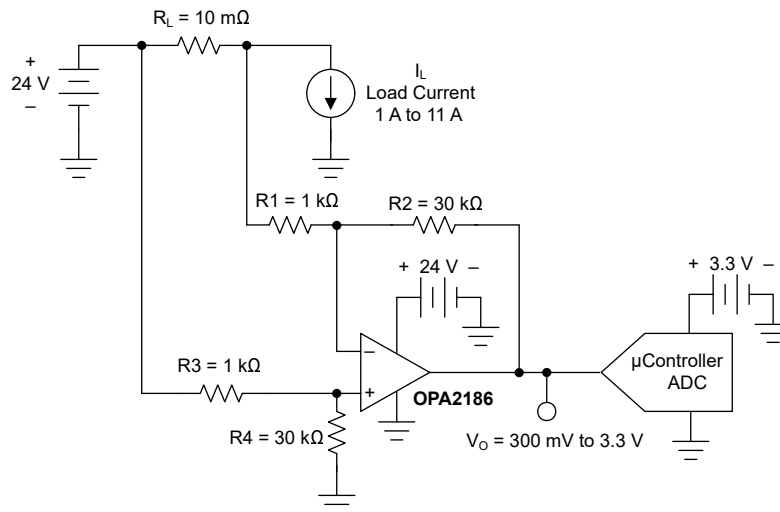 R_L = 10 mΩ
+
24 V
–
I_L
Load Current
1 A to 11 A
R1 = 1 kΩ
R2 = 30 kΩ
+ 24 V –
+ 3.3 V –
R3 = 1 kΩ
–
+
OPA2186
µController
ADC
R4 = 30 kΩ
V_O = 300 mV to 3.3 V